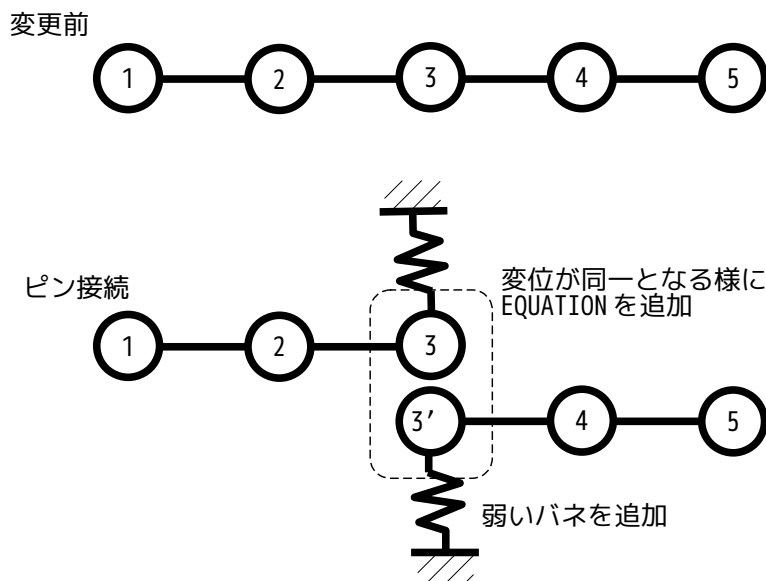 変更前
1 2 3 4 5
変位が同一となる様に
EQUATIONを追加
ピン接続
1 2 3
3' 4 5
弱いバネを追加